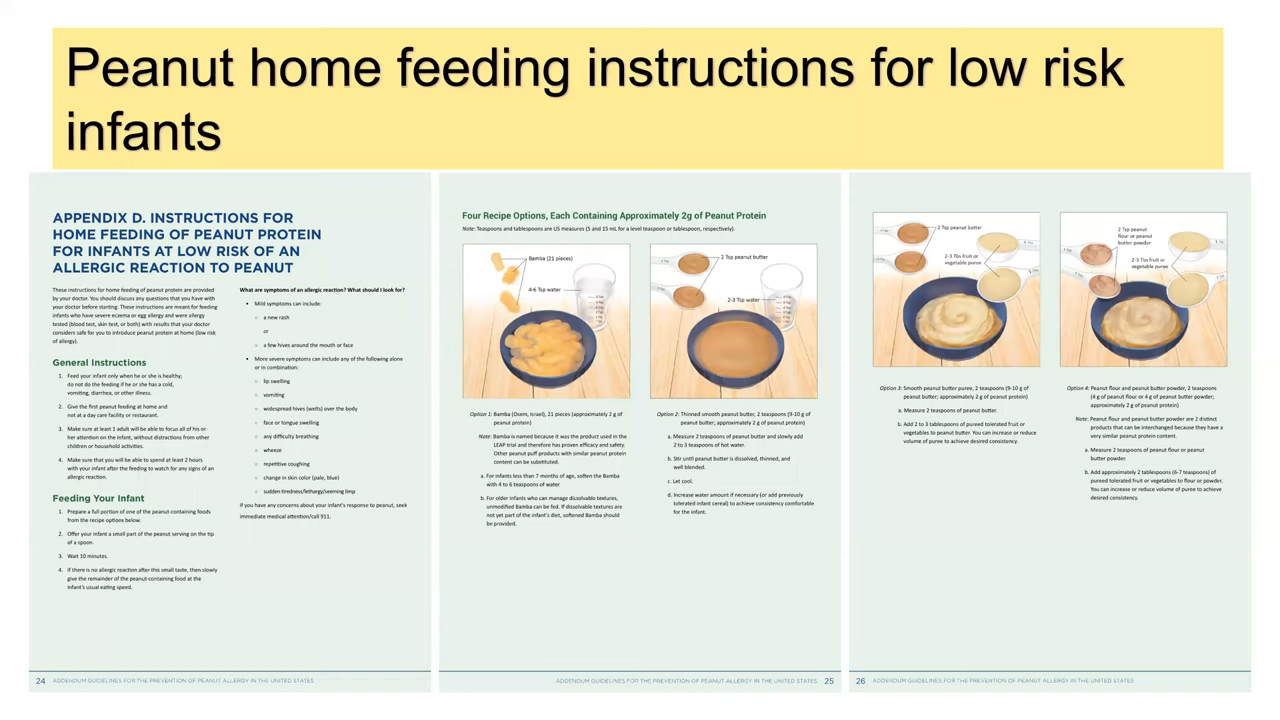 Peanut home feeding instructions for low risk
infants
APPENDIX D. INSTRUCTIONS FOR
HOME FEEDING OF PEANUT PROTEIN
FOR INFANTS AT LOW RISK OF AN
ALLERGIC REACTION TO PEANUT
These instructions for home feeding of peanut protein are provided
by your doctor. You should discuss any questions that you have with
your doctor before starting. These instructions are meant for feeding
infants who have severe eczema or egg allergy and were allergy
tested (blood test, skin test, or both) with results that your doctor
considers safe for you to introduce peanut protein at home (low risk
of allergy).
General Instructions
1. Feed your infant only when he or she is healthy;
do not do the feeding if he or she has a cold,
vomiting, diarrhea, or other illness.
2. Give the first peanut feeding at home and
not at a day care facility or restaurant.
3. Make sure at least 1 adult will be able to focus all of his or
her attention on the infant, without distractions from other
children or household activities.
4. Make sure that you will be able to spend at least 2 hours
with your infant after the feeding to watch for any signs of an
allergic reaction.
Feeding Your Infant
1. Prepare a full portion of one of the peanut-containing foods
from the recipe options below.
2. Offer your infant a small part of the peanut serving on the tip
of a spoon.
3. Wait 10 minutes.
4. If there is no allergic reaction after this small taste, then slowly
give the remainder of the peanut-containing food at the
infant's usual eating speed.
What are symptoms of an allergic reaction? What should I look for?
• Mild symptoms can include:
○ a new rash
or
○ a few hives around the mouth or face
• More severe symptoms can include any of the following alone
or in combination:
○ lip swelling
○ vomiting
○ widespread hives (welts) over the body
○ face or tongue swelling
○ any difficulty breathing
○ wheeze
○ repetitive coughing
○ change in skin color (pale, blue)
○ sudden tiredness/lethargy/seeming limp
If you have any concerns about your infant's response to peanut, seek
immediate medical attention/call 911.
24 ADDENDUM GUIDELINES FOR THE PREVENTION OF PEANUT ALLERGY IN THE UNITED STATES
Four Recipe Options, Each Containing Approximately 2g of Peanut Protein
Note: Teaspoons and tablespoons are US measures (5 and 15 mL for a level teaspoon or tablespoon, respectively).
Bamba (21 pieces)
4-6 Tsp water
Option 1: Bamba (Osem, Israel), 21 pieces (approximately 2 g of
peanut protein)
Note: Bamba is named because it was the product used in the
LEAP trial and therefore has proven efficacy and safety.
Other peanut puff products with similar peanut protein
content can be substituted.
a. For infants less than 7 months of age, soften the Bamba
with 4 to 6 teaspoons of water.
b. For older infants who can manage dissolvable textures,
unmodified Bamba can be fed. If dissolvable textures are
not yet part of the infant's diet, softened Bamba should
be provided.
2 Tsp peanut butter
2-3 Tsp water
Option 2: Thinned smooth peanut butter, 2 teaspoons (9-10 g of
peanut butter; approximately 2 g of peanut protein)
a. Measure 2 teaspoons of peanut butter and slowly add
2 to 3 teaspoons of hot water.
b. Stir until peanut butter is dissolved, thinned, and
well blended.
c. Let cool.
d. Increase water amount if necessary (or add previously
tolerated infant cereal) to achieve consistency comfortable
for the infant.
ADDENDUM GUIDELINES FOR THE PREVENTION OF PEANUT ALLERGY IN THE UNITED STATES 25
2 Tsp peanut butter
2-3 Tbs fruit or
vegetable puree
Option 3: Smooth peanut butter puree, 2 teaspoons (9-10 g of
peanut butter; approximately 2 g of peanut protein)
a. Measure 2 teaspoons of peanut butter.
b. Add 2 to 3 tablespoons of pureed tolerated fruit or
vegetables to peanut butter. You can increase or reduce
volume of puree to achieve desired consistency.
2 Tsp peanut
flour or peanut
butter powder
2-3 Tbs fruit or
vegetable puree
Option 4: Peanut flour and peanut butter powder, 2 teaspoons
(4 g of peanut flour or 4 g of peanut butter powder;
approximately 2 g of peanut protein)
Note: Peanut flour and peanut butter powder are 2 distinct
products that can be interchanged because they have a
very similar peanut protein content.
a. Measure 2 teaspoons of peanut flour or peanut
butter powder.
b. Add approximately 2 tablespoons (6-7 teaspoons) of
pureed tolerated fruit or vegetables to flour or powder.
You can increase or reduce volume of puree to achieve
desired consistency.
26 ADDENDUM GUIDELINES FOR THE PREVENTION OF PEANUT ALLERGY IN THE UNITED STATES